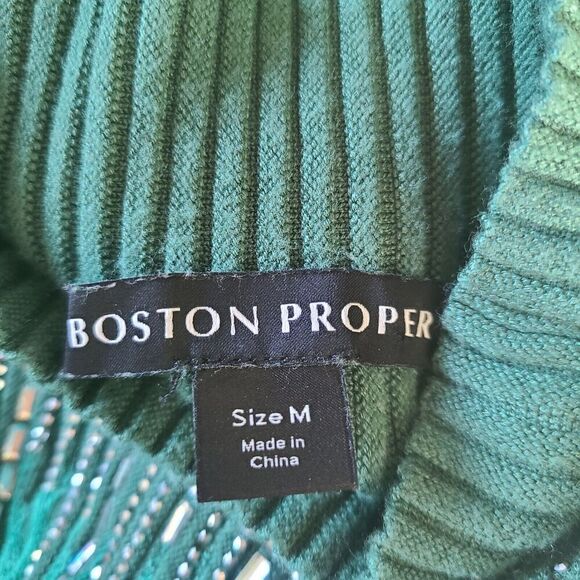 BOSTON PROPER
Size M
Made in
China